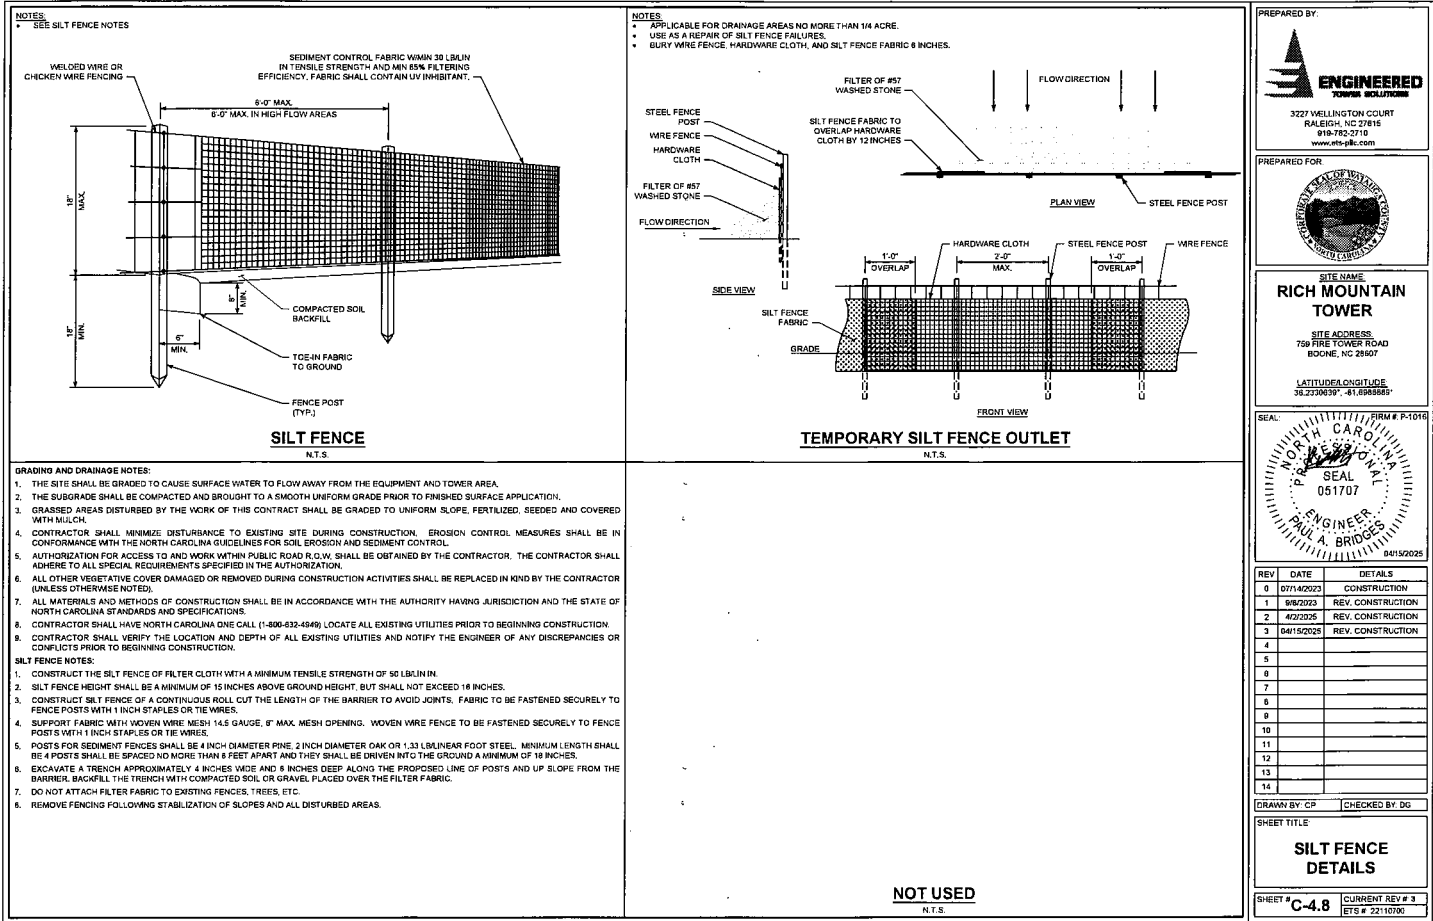 NOTES:
• SEE SILT FENCE NOTES
WELDED WIRE OR
CHICKEN WIRE FENCING
SEDIMENT CONTROL FABRIC W/MIN 30 LB/LIN
IN TENSILE STRENGTH AND MIN 85% FILTERING
EFFICIENCY. FABRIC SHALL CONTAIN UV INHIBITANT.
6'-0" MAX. IN HIGH FLOW AREAS
18"
MAX.
18"
MIN.
8"
MIN.
6"
MIN.
COMPACTED SOIL
BACKFILL
TOE-IN FABRIC
TO GROUND
FENCE POST
(TYP.)
SILT FENCE
N.T.S.
NOTES:
• APPLICABLE FOR DRAINAGE AREAS NO MORE THAN 1/4 ACRE.
• USE AS A REPAIR OF SILT FENCE FAILURES.
• BURY WIRE FENCE, HARDWARE CLOTH, AND SILT FENCE FABRIC 6 INCHES.
STEEL FENCE
POST
WIRE FENCE
HARDWARE
CLOTH
FILTER OF #57
WASHED STONE
FLOW DIRECTION
SIDE VIEW
FILTER OF #57
WASHED STONE
FLOW DIRECTION
SILT FENCE FABRIC TO
OVERLAP HARDWARE
CLOTH BY 12 INCHES
PLAN VIEW
STEEL FENCE POST
HARDWARE CLOTH
STEEL FENCE POST
WIRE FENCE
1'-0"
OVERLAP
2'-0"
MAX.
1'-0"
OVERLAP
SILT FENCE
FABRIC
GRADE
FRONT VIEW
TEMPORARY SILT FENCE OUTLET
N.T.S.
GRADING AND DRAINAGE NOTES:
1. THE SITE SHALL BE GRADED TO CAUSE SURFACE WATER TO FLOW AWAY FROM THE EQUIPMENT AND TOWER AREA.
2. THE SUBGRADE SHALL BE COMPACTED AND BROUGHT TO A SMOOTH UNIFORM GRADE PRIOR TO FINISHED SURFACE APPLICATION.
3. GRASSED AREAS DISTURBED BY THE WORK OF THIS CONTRACT SHALL BE GRADED TO UNIFORM SLOPE, FERTILIZED, SEEDED AND COVERED
WITH MULCH.
4. CONTRACTOR SHALL MINIMIZE DISTURBANCE TO EXISTING SITE DURING CONSTRUCTION. EROSION CONTROL MEASURES SHALL BE IN
CONFORMANCE WITH THE NORTH CAROLINA GUIDELINES FOR SOIL EROSION AND SEDIMENT CONTROL.
5. AUTHORIZATION FOR ACCESS TO AND WORK WITHIN PUBLIC ROAD R.O.W. SHALL BE OBTAINED BY THE CONTRACTOR. THE CONTRACTOR SHALL
ADHERE TO ALL SPECIAL REQUIREMENTS SPECIFIED IN THE AUTHORIZATION.
6. ALL OTHER VEGETATIVE COVER DAMAGED OR REMOVED DURING CONSTRUCTION ACTIVITIES SHALL BE REPLACED IN KIND BY THE CONTRACTOR
(UNLESS OTHERWISE NOTED).
7. ALL MATERIALS AND METHODS OF CONSTRUCTION SHALL BE IN ACCORDANCE WITH THE AUTHORITY HAVING JURISDICTION AND THE STATE OF
NORTH CAROLINA STANDARDS AND SPECIFICATIONS.
8. CONTRACTOR SHALL HAVE NORTH CAROLINA ONE CALL (1-800-632-4949) LOCATE ALL EXISTING UTILITIES PRIOR TO BEGINNING CONSTRUCTION.
9. CONTRACTOR SHALL VERIFY THE LOCATION AND DEPTH OF ALL EXISTING UTILITIES AND NOTIFY THE ENGINEER OF ANY DISCREPANCIES OR
CONFLICTS PRIOR TO BEGINNING CONSTRUCTION.
SILT FENCE NOTES:
1. CONSTRUCT THE SILT FENCE OF FILTER CLOTH WITH A MINIMUM TENSILE STRENGTH OF 50 LB/LIN IN.
2. SILT FENCE HEIGHT SHALL BE A MINIMUM OF 15 INCHES ABOVE GROUND HEIGHT, BUT SHALL NOT EXCEED 18 INCHES.
3. CONSTRUCT SILT FENCE OF A CONTINUOUS ROLL CUT THE LENGTH OF THE BARRIER TO AVOID JOINTS. FABRIC TO BE FASTENED SECURELY TO
FENCE POSTS WITH 1 INCH STAPLES OR TIE WIRES.
4. SUPPORT FABRIC WITH WOVEN WIRE MESH 14.5 GAUGE, 6" MAX. MESH OPENING. WOVEN WIRE FENCE TO BE FASTENED SECURELY TO FENCE
POSTS WITH 1 INCH STAPLES OR TIE WIRES.
5. POSTS FOR SEDIMENT FENCES SHALL BE 4 INCH DIAMETER PINE, 2 INCH DIAMETER OAK OR 1.33 LB/LINEAR FOOT STEEL. MINIMUM LENGTH SHALL
BE 4 POSTS SHALL BE SPACED NO MORE THAN 6 FEET APART AND THEY SHALL BE DRIVEN INTO THE GROUND A MINIMUM OF 18 INCHES.
6. EXCAVATE A TRENCH APPROXIMATELY 4 INCHES WIDE AND INCHES DEEP ALONG THE PROPOSED LINE OF POSTS AND UP SLOPE FROM THE
BARRIER. BACKFILL THE TRENCH WITH COMPACTED SOIL OR GRAVEL PLACED OVER THE FILTER FABRIC.
7. DO NOT ATTACH FILTER FABRIC TO EXISTING FENCES, TREES, ETC.
8. REMOVE FENCING FOLLOWING STABILIZATION OF SLOPES AND ALL DISTURBED AREAS.
NOT USED
N.T.S.
PREPARED BY:
ENGINEERED
TOWER SOLUTIONS
3227 WELLINGTON COURT
RALEIGH, NC 27615
919-782-2710
www.ets-pllc.com
PREPARED FOR:
CORPORATE SEAL OF WATAUGA COUNTY
NORTH CAROLINA
SITE NAME:
RICH MOUNTAIN
TOWER
SITE ADDRESS:
759 FIRE TOWER ROAD
BOONE, NC 28607
LATITUDE/LONGITUDE:
SEAL:
FIRM #: P-1016
NORTH CAROLINA
PROFESSIONAL
SEAL
051707
ENGINEER
PAUL A. BRIDGES
04/15/2025
REV DATE DETAILS
0 07/14/2023 CONSTRUCTION
1 9/6/2023 REV. CONSTRUCTION
2 4/2/2025 REV. CONSTRUCTION
3 04/15/2025 REV. CONSTRUCTION
4
5
6
7
8
9
10
11
12
13
14
DRAWN BY: CP
CHECKED BY: DG
SHEET TITLE:
SILT FENCE
DETAILS
SHEET #
C-4.8
CURRENT REV #: 3
ETS #: 22110700